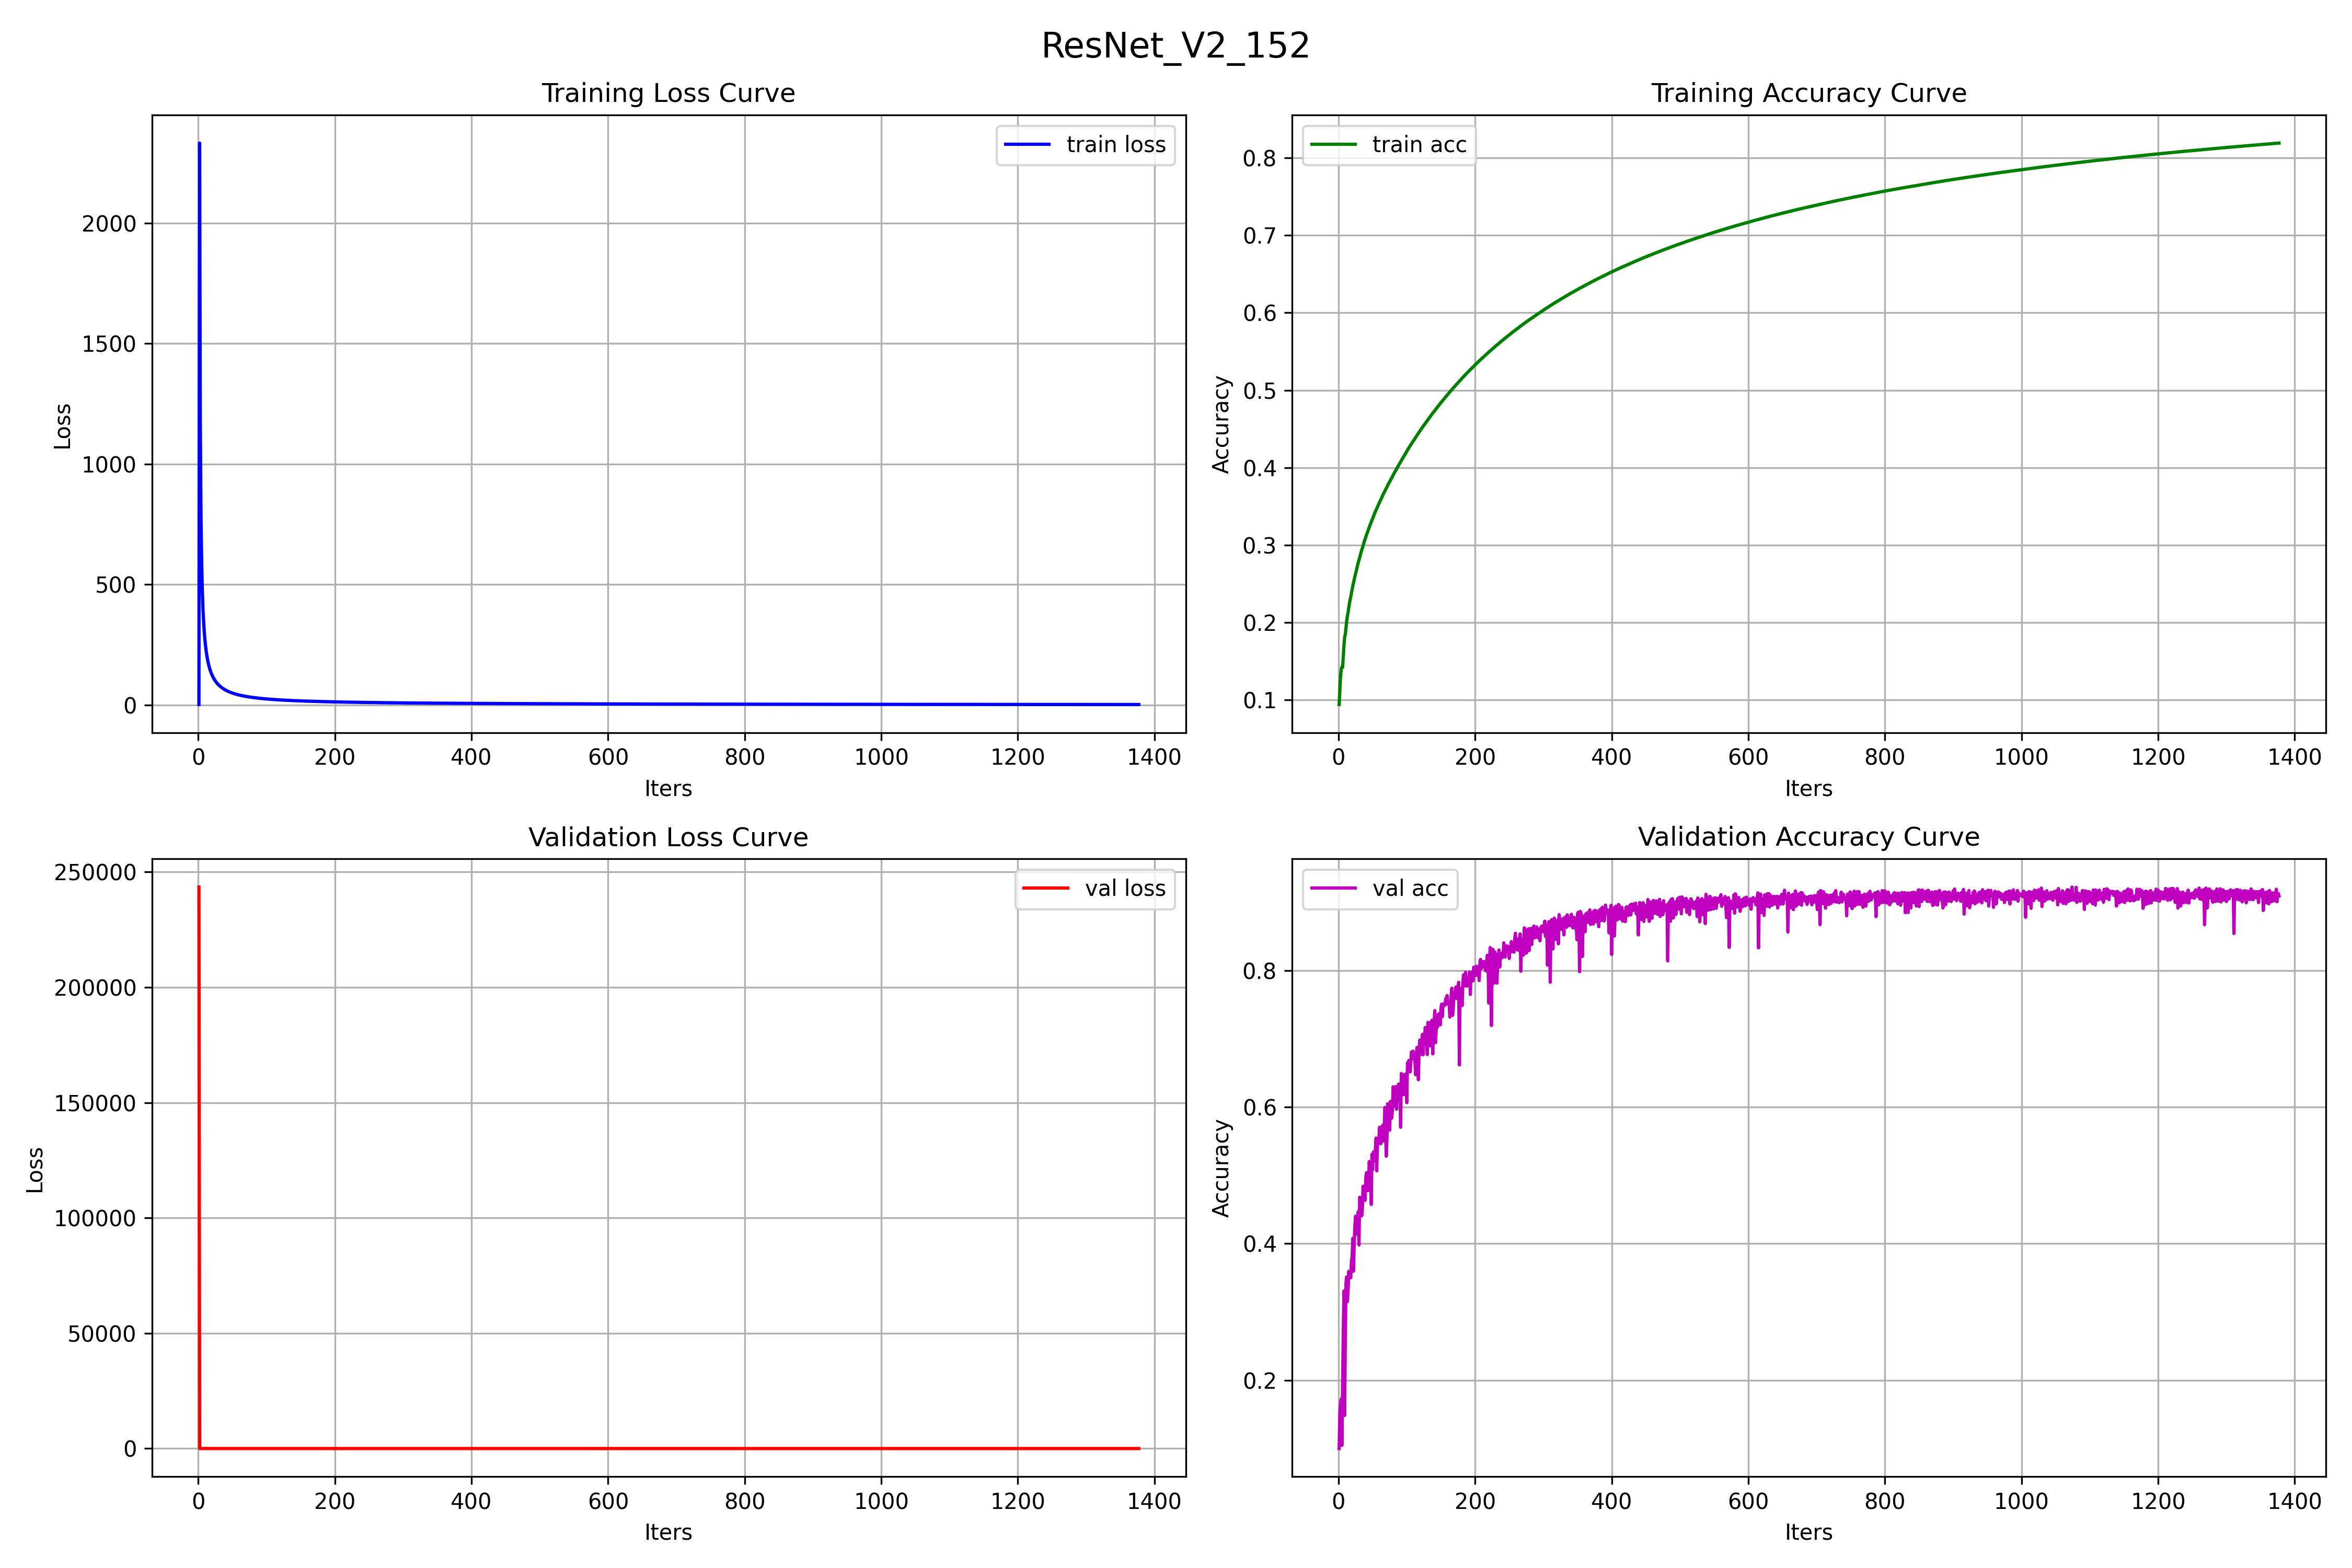 ResNet_V2_152
Training Loss Curve
train loss
2000
1500
1000
500
0
Loss
0 200 400 600 800 1000 1200 1400
Iters
Training Accuracy Curve
train acc
0.8
0.7
0.6
0.5
0.4
0.3
0.2
0.1
Accuracy
0 200 400 600 800 1000 1200 1400
Iters
Validation Loss Curve
val loss
250000
200000
150000
100000
50000
0
Loss
0 200 400 600 800 1000 1200 1400
Iters
Validation Accuracy Curve
val acc
0.8
0.6
0.4
0.2
Accuracy
0 200 400 600 800 1000 1200 1400
Iters